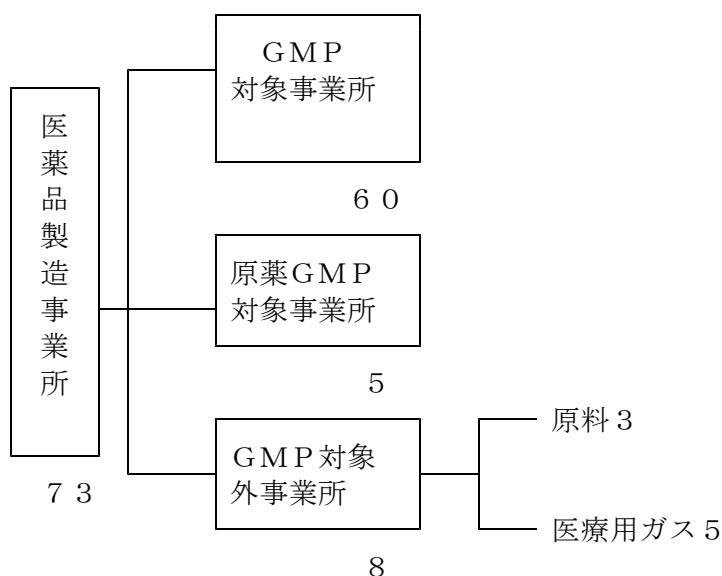 医薬品製造事業所
７３
ＧＭＰ
対象事業所
６０
原薬ＧＭＰ
対象事業所
５
ＧＭＰ対象
外事業所
８
原料３
医療用ガス５